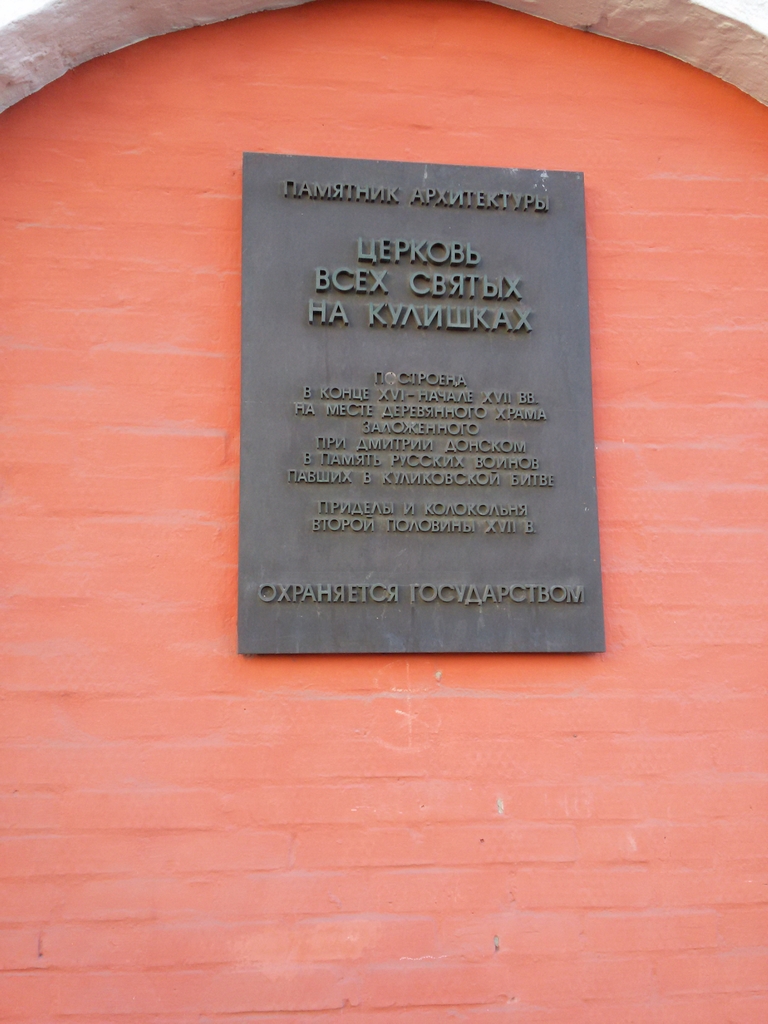 ПАМЯТНИК АРХИТЕКТУРЫ
ЦЕРКОВЬ
ВСЕХ СВЯТЫХ
НА КУЛИШКАХ
ПОСТРОЕНА
В КОНЦЕ XVI - НАЧАЛЕ XVII ВВ.
НА МЕСТЕ ДЕРЕВЯННОГО ХРАМА
ЗАЛОЖЕННОГО
ПРИ ДМИТРИИ ДОНСКОМ
В ПАМЯТЬ РУССКИХ ВОИНОВ
ПАВШИХ В КУЛИКОВСКОЙ БИТВЕ
ПРИДЕЛЫ И КОЛОКОЛЬНЯ
ВТОРОЙ ПОЛОВИНЫ XVII В.
ОХРАНЯЕТСЯ ГОСУДАРСТВОМ